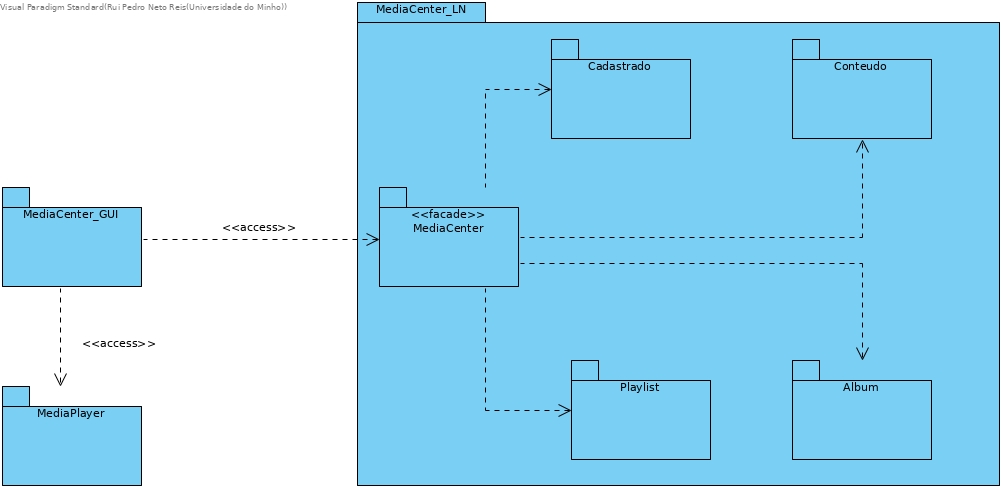 Visual Paradigm Standard(Rui Pedro Neto Reis(Universidade do Minho))
MediaCenter_LN
Cadastrado
Conteudo
MediaCenter_GUI
<<access>>
<<facade>>
MediaCenter
<<access>>
MediaPlayer
Playlist
Album